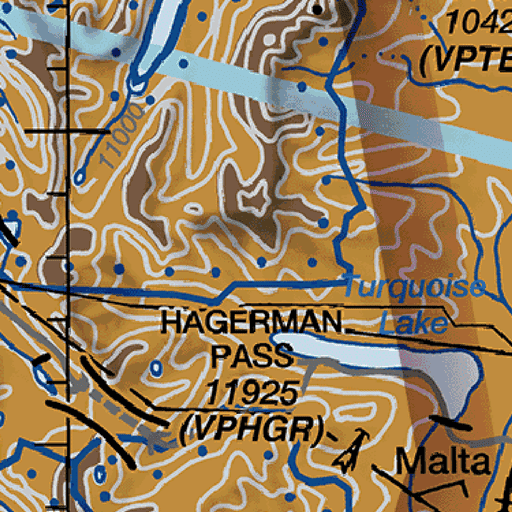 1042
(VPTE
11000
Turquoise
Lake
HAGERMAN
PASS
11925
(VPHGR)
Malta